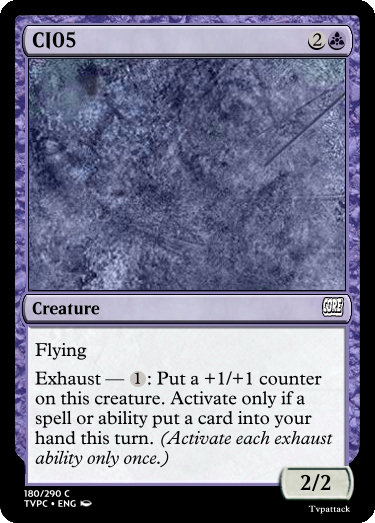 CI05 2
Creature CORE
Flying
Exhaust — 1: Put a +1/+1 counter
on this creature. Activate only if a
spell or ability put a card into your
hand this turn. (Activate each exhaust
ability only once.)
2/2
180/290 C
TVPC • ENG Tvpattack